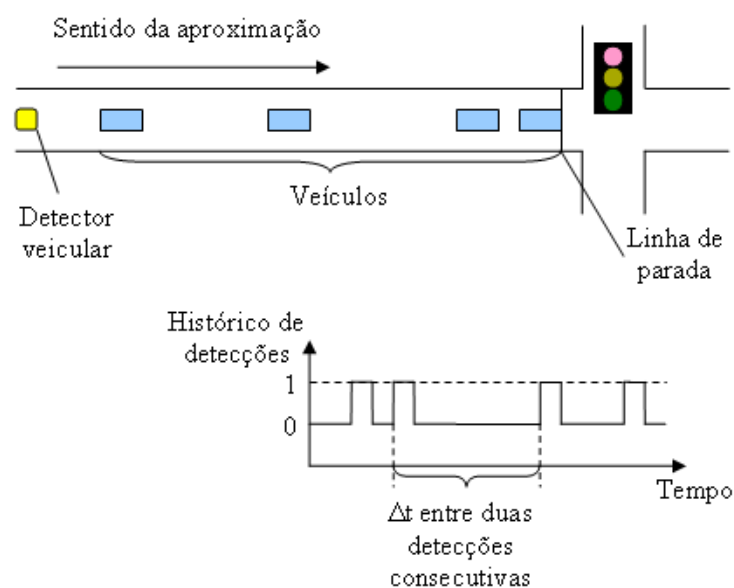 Sentido da aproximação
Veículos
Detector
veicular
Linha de
parada
Histórico de
detecções
1
0
Tempo
Δt entre duas
detecções
consecutivas